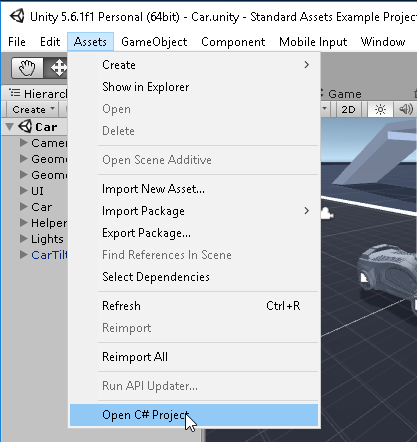 Unity 5.6.1f1 Personal (64bit) - Car.unity - Standard Assets Example Project
File Edit Assets GameObject Component Mobile Input Window
Create
Show in Explorer
Open
Delete
Open Scene Additive
Import New Asset...
Import Package
Export Package...
Find References In Scene
Select Dependencies
Refresh Ctrl+R
Reimport
Reimport All
Run API Updater...
Open C# Project
Hierarch
Create
Car
Camer
Geom
Geom
UI
Car
Helper
Lights
CarTilt
Game
2D